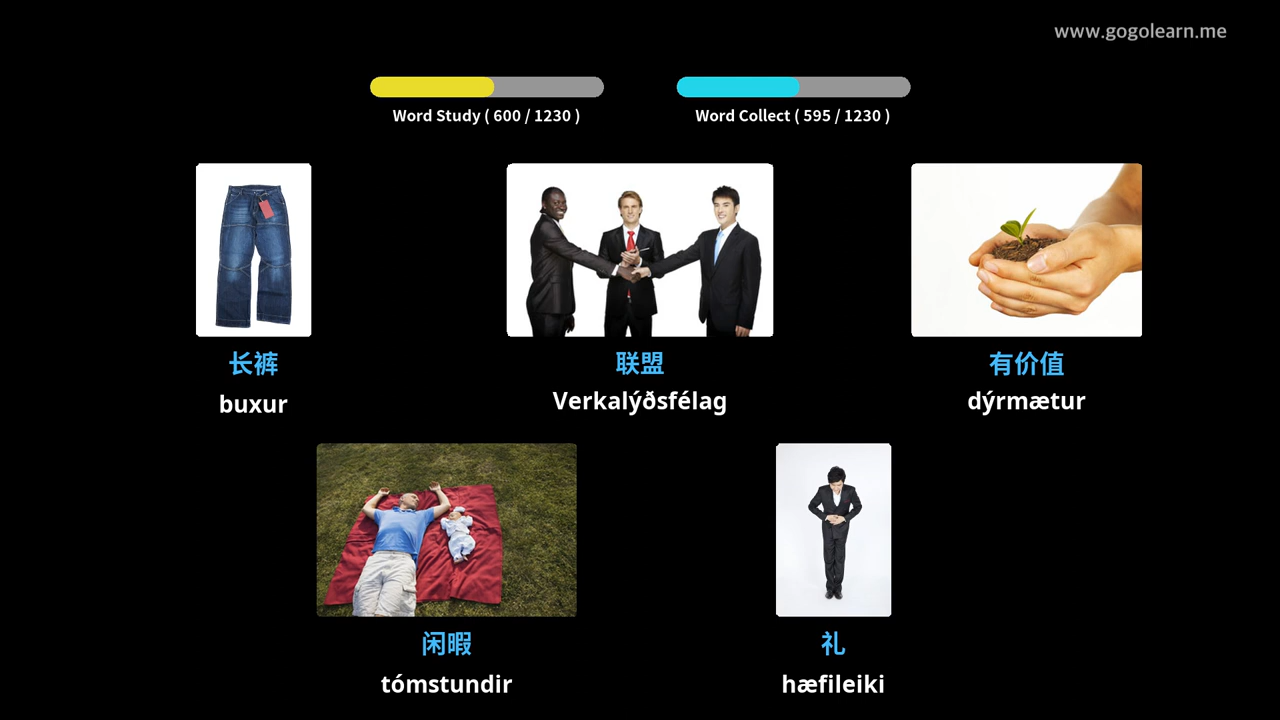 www.gogolearn.me
Word Study ( 600 / 1230 )
Word Collect ( 595 / 1230 )
长裤
联盟
有价值
buxur
Verkalýðsfélag
dýrmætur
闲暇
礼
tómstundir
hæfileiki